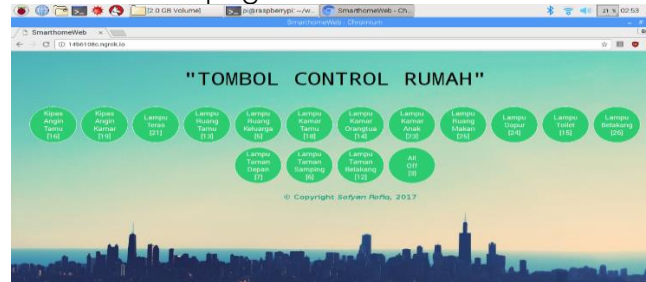 [2.0 GB Volume]
pi@raspberrypi: ~/w...
SmarthomeWeb - Ch...
21 %
02:53
SmarthomeWeb - Chromium
SmarthomeWeb
"TOMBOL CONTROL RUMAH"
Kipas Angin Tamu [16]
Kipas Angin Kamar [19]
Lampu Teras [21]
Lampu Ruang Tamu [13]
Lampu Ruang Keluarga [5]
Lampu Kamar Tamu [18]
Lampu Kamar Orangtua [14]
Lampu Kamar Anak [23]
Lampu Ruang Makan
Lampu Dapur [24]
Lampu Toilet [15]
Lampu Belakang [26]
Lampu Taman Depan [7]
Lampu Taman Samping [6]
Lampu Taman Belakang [12]
All Off [0]
© Copyright Sofyan Rofiq, 2017